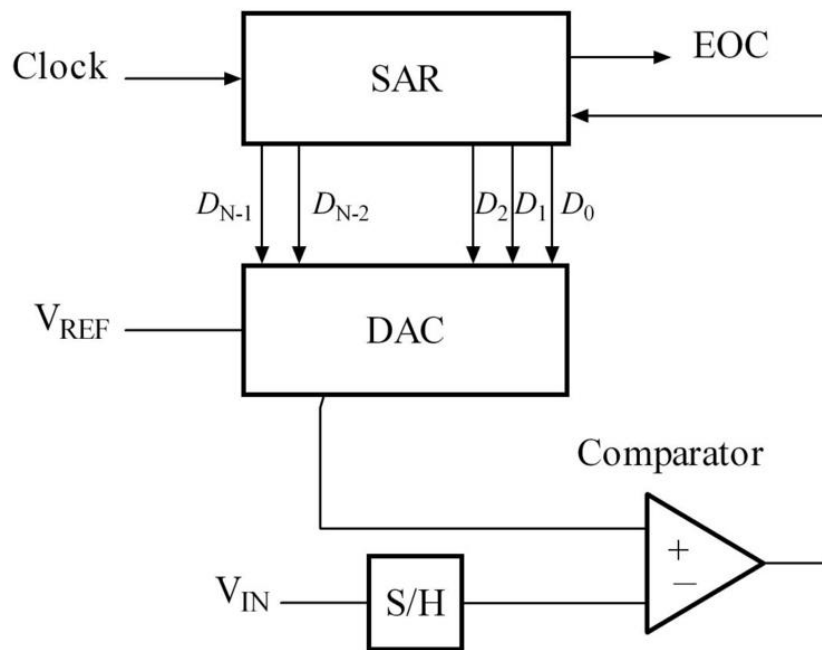 Clock
SAR
EOC
D_N-1
D_N-2
D_2
D_1
D_0
V_REF
DAC
Comparator
+
−
V_IN
S/H